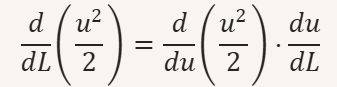 d/dL (u²/2) = d/du (u²/2) · du/dL